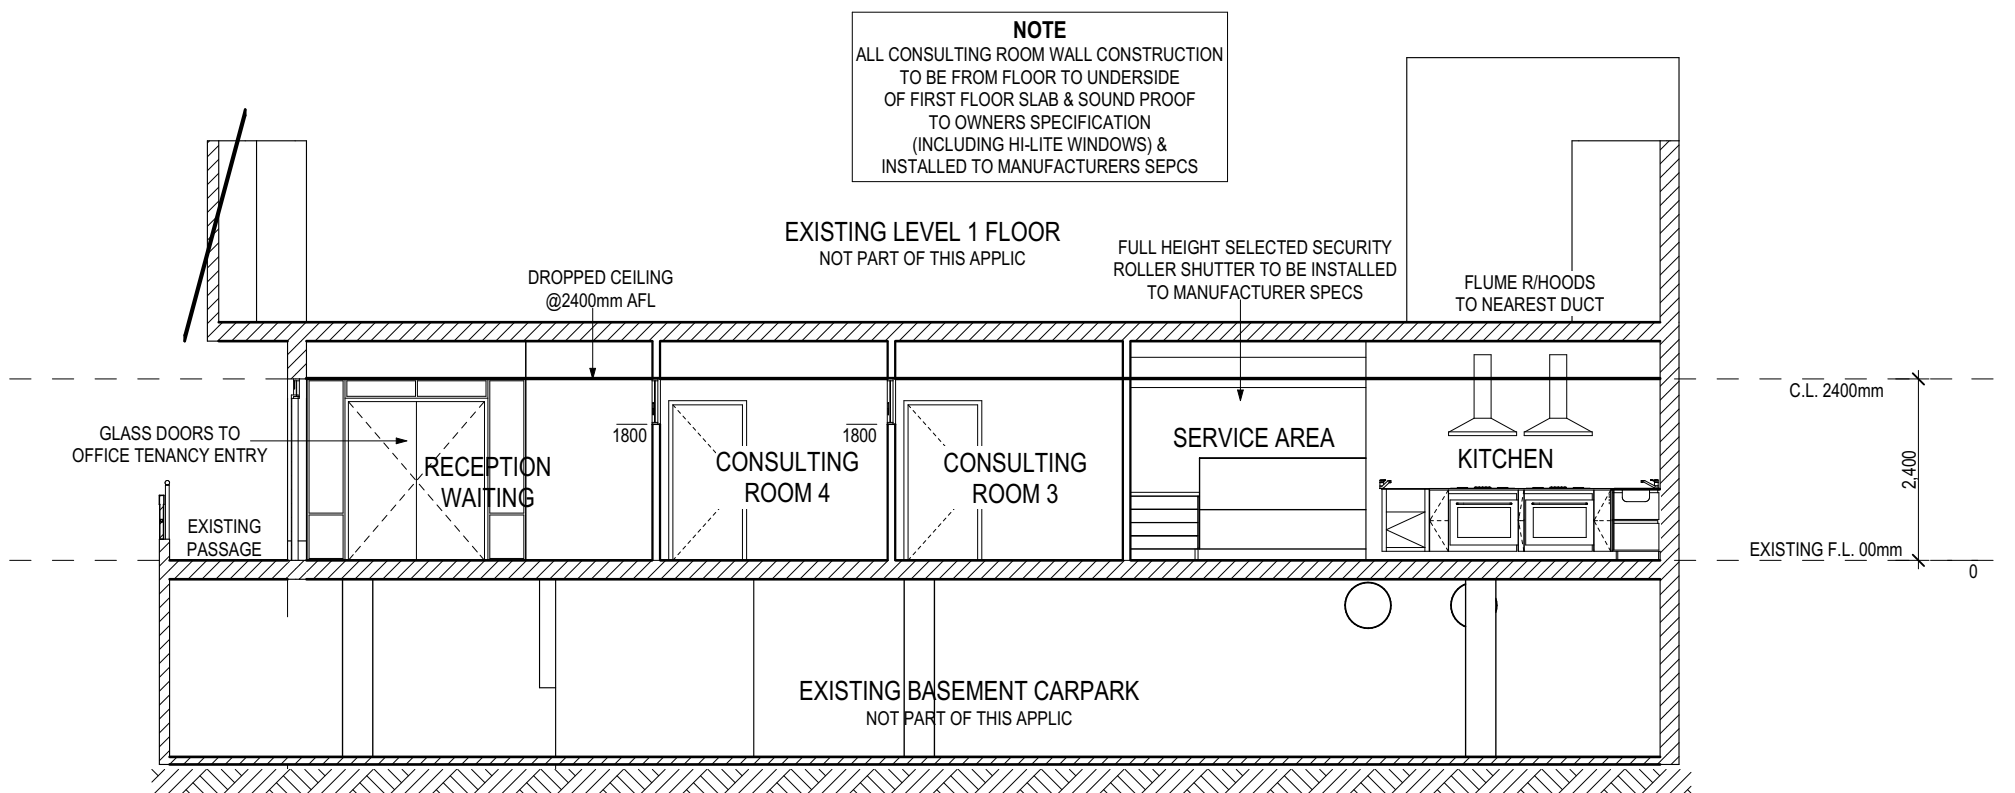 NOTE
ALL CONSULTING ROOM WALL CONSTRUCTION
TO BE FROM FLOOR TO UNDERSIDE
OF FIRST FLOOR SLAB & SOUND PROOF
TO OWNERS SPECIFICATION
(INCLUDING HI-LITE WINDOWS) &
INSTALLED TO MANUFACTURERS SEPCS
EXISTING LEVEL 1 FLOOR
NOT PART OF THIS APPLIC
DROPPED CEILING
@2400mm AFL
FULL HEIGHT SELECTED SECURITY
ROLLER SHUTTER TO BE INSTALLED
TO MANUFACTURER SPECS
FLUME R/HOODS
TO NEAREST DUCT
C.L. 2400mm
GLASS DOORS TO
OFFICE TENANCY ENTRY
RECEPTION
WAITING
1800
CONSULTING
ROOM 4
1800
CONSULTING
ROOM 3
SERVICE AREA
KITCHEN
2,400
EXISTING
PASSAGE
EXISTING F.L. 00mm
0
EXISTING BASEMENT CARPARK
NOT PART OF THIS APPLIC